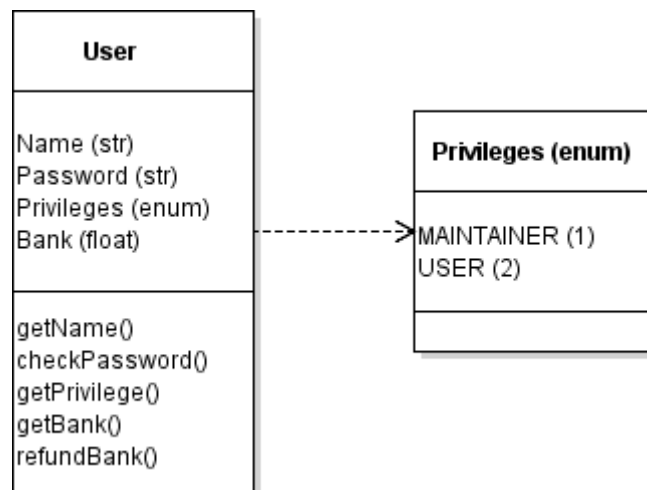 User
Name (str)
Password (str)
Privileges (enum)
Bank (float)
getName()
checkPassword()
getPrivilege()
getBank()
refundBank()
Privileges (enum)
MAINTAINER (1)
USER (2)